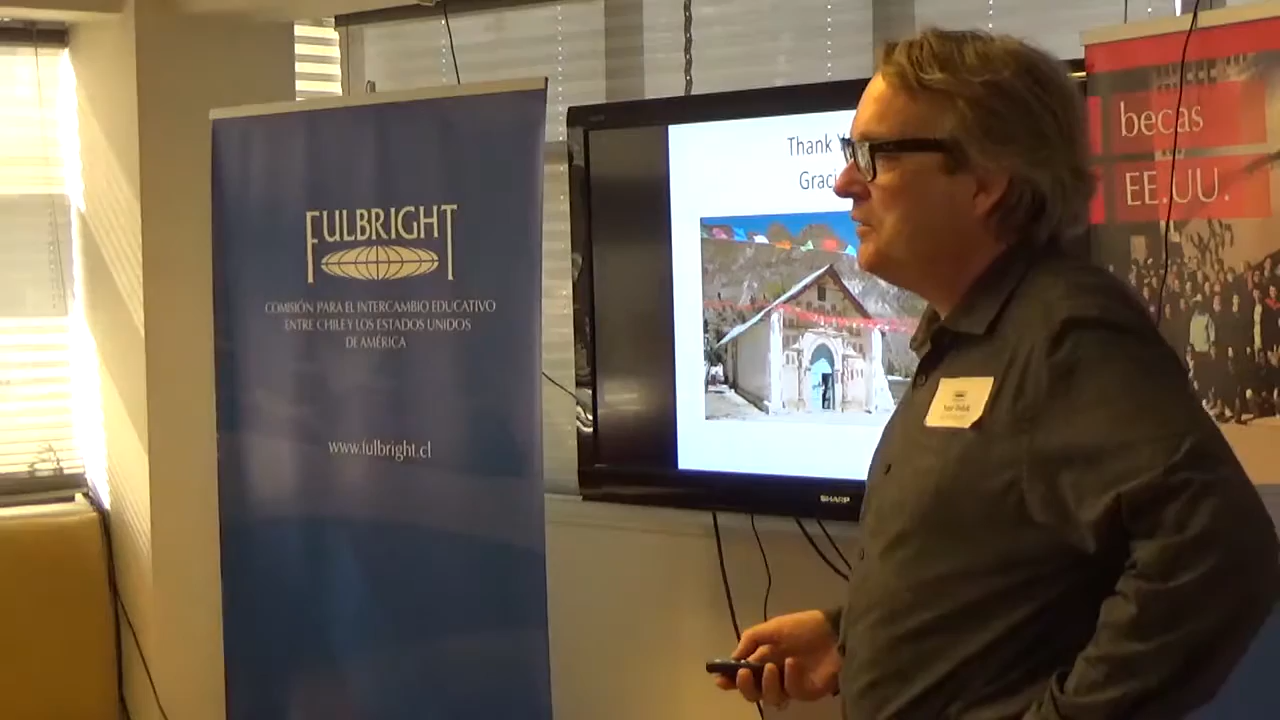 FULBRIGHT
COMISIÓN PARA EL INTERCAMBIO EDUCATIVO
ENTRE CHILE Y LOS ESTADOS UNIDOS
DE AMÉRICA
www.fulbright.cl
Thank
Graci
SHARP
becas
EE.UU.